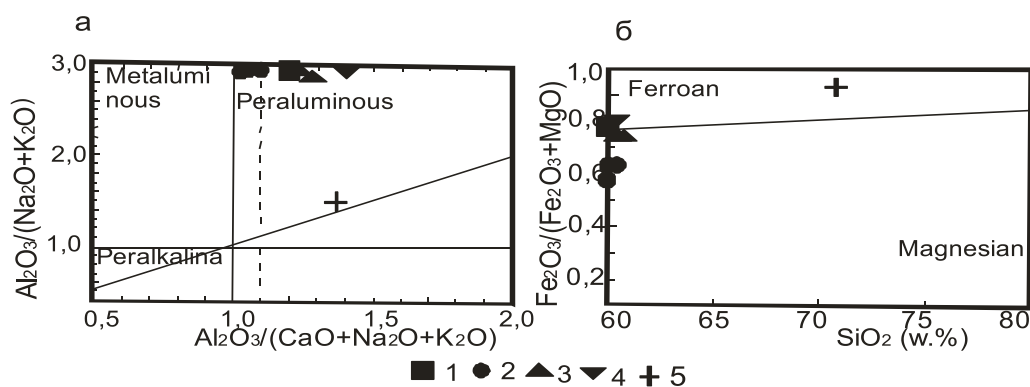 а
б
3,0
2,0
1,0
Al2O3/(Na2O+K2O)
Metalumi
nous
Peraluminous
Peralkalina
0,5
1,0
1,5
2,0
Al2O3/(CaO+Na2O+K2O)
1,0
0,8
0,6
0,4
0,2
Fe2O3/(Fe2O3+MgO)
Ferroan
Magnesian
60
65
70
75
80
SiO2 (w.%)
1 2 3 4 5